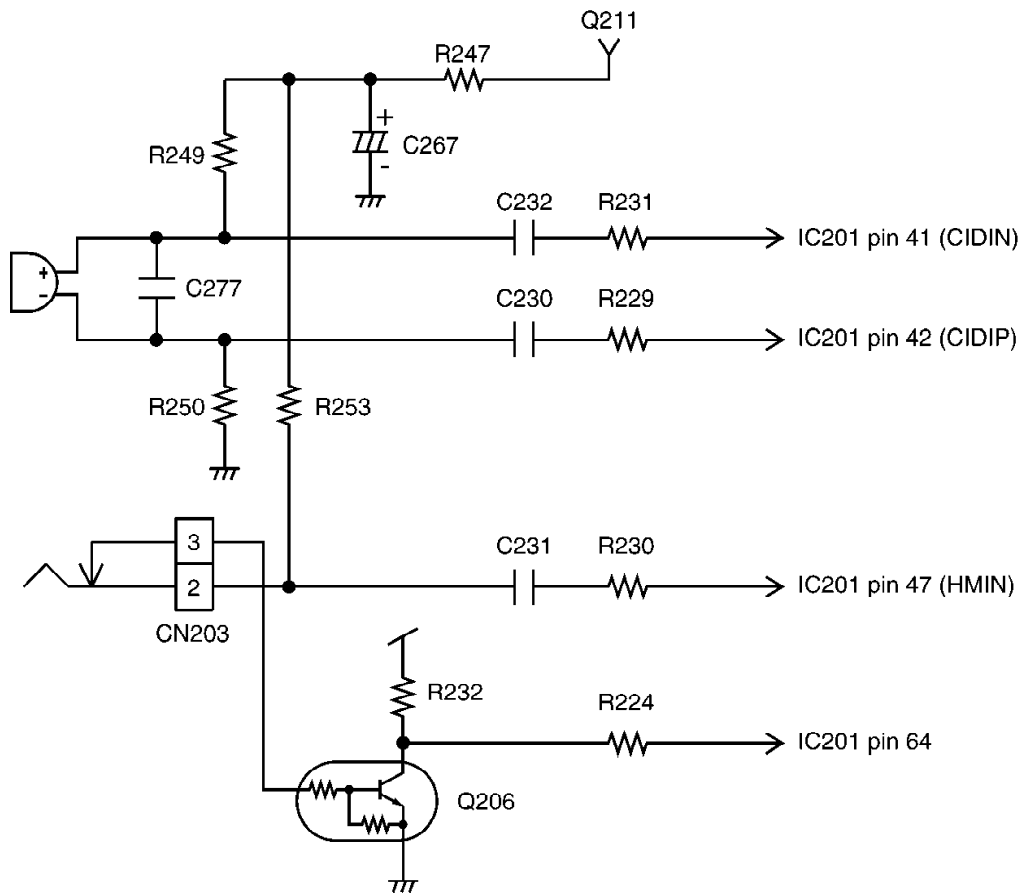 Q211
R247
+
C267
-
R249
C232
R231
IC201 pin 41 (CIDIN)
+
-
C277
C230
R229
IC201 pin 42 (CIDIP)
R250
R253
3
2
CN203
C231
R230
IC201 pin 47 (HMIN)
R232
R224
IC201 pin 64
Q206